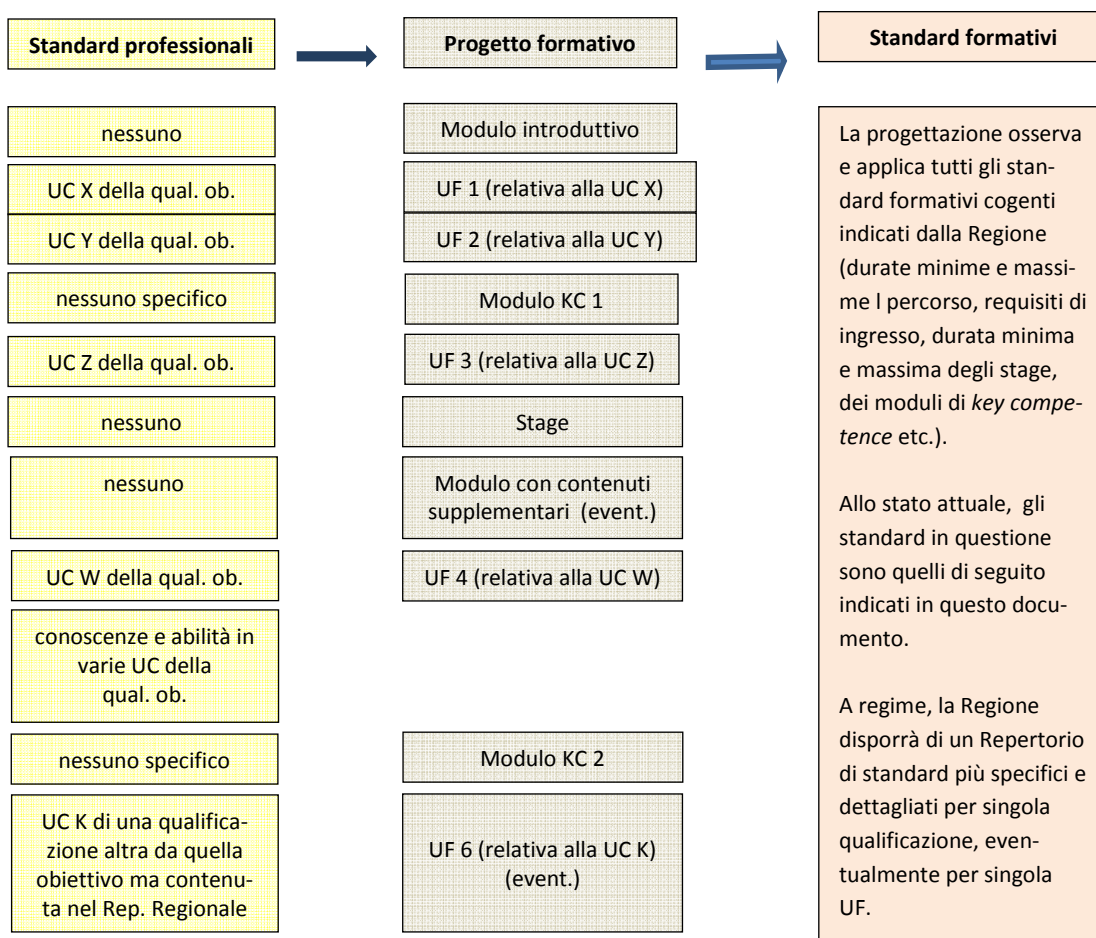 Standard professionali
Progetto formativo
Standard formativi
nessuno
Modulo introduttivo
UC X della qual. ob.
UF 1 (relativa alla UC X)
UC Y della qual. ob.
UF 2 (relativa alla UC Y)
nessuno specifico
Modulo KC 1
UC Z della qual. ob.
UF 3 (relativa alla UC Z)
nessuno
Stage
nessuno
Modulo con contenuti
supplementari (event.)
UC W della qual. ob.
UF 4 (relativa alla UC W)
conoscenze e abilità in
varie UC della
qual. ob.
nessuno specifico
Modulo KC 2
UC K di una qualifica-
zione altra da quella
obiettivo ma contenu-
ta nel Rep. Regionale
UF 6 (relativa alla UC K)
(event.)
La progettazione osserva
e applica tutti gli stan-
dard formativi cogenti
indicati dalla Regione
(durate minime e massi-
me l percorso, requisiti di
ingresso, durata minima
e massima degli stage,
dei moduli di key compe-
tence etc.).
Allo stato attuale, gli
standard in questione
sono quelli di seguito
indicati in questo docu-
mento.
A regime, la Regione
disporrà di un Repertorio
di standard più specifici e
dettagliati per singola
qualificazione, even-
tualmente per singola
UF.